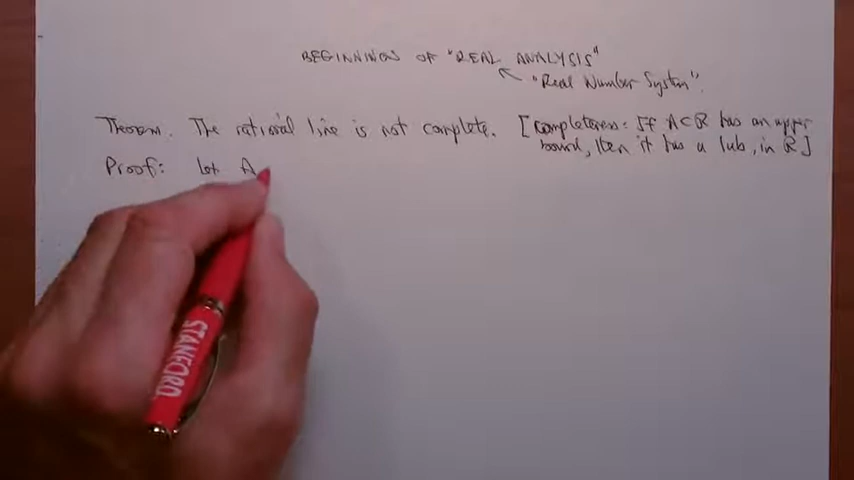 BEGINNING OF "REAL ANALYSIS"
"Real Number System".
Theorem. The rational line is not complete. [Completeness: If A⊂R has an upper
bound, then it has a lub, in R]
Proof: Let A
STANFORD